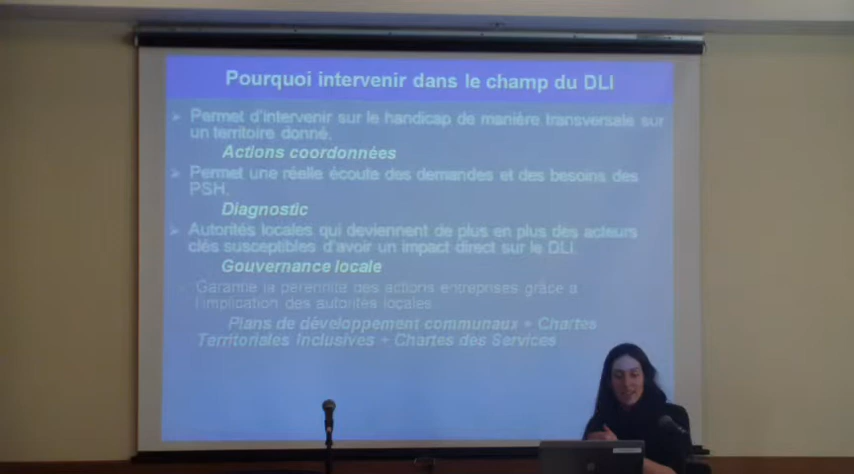 Pourquoi intervenir dans le champ du DLI
Permet d'intervenir sur le handicap de manière transversale sur
un territoire donné.
Actions coordonnées
Permet une réelle écoute des demandes et des besoins des
PSH.
Diagnostic
Autorités locales qui deviennent de plus en plus des acteurs
clés susceptibles d'avoir un impact direct sur le DLI.
Gouvernance locale
Garantie la pérennité des actions entreprises grâce à
l'implication des autorités locales
Plans de développement communaux + Chartes
Territoriales Inclusives + Chartes des Services